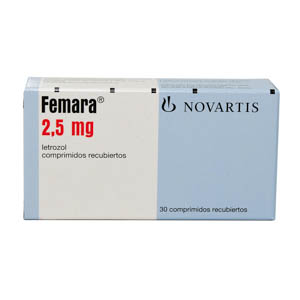 Femara®
2,5 mg
letrozol
comprimidos recubiertos
NOVARTIS
30 comprimidos recubiertos